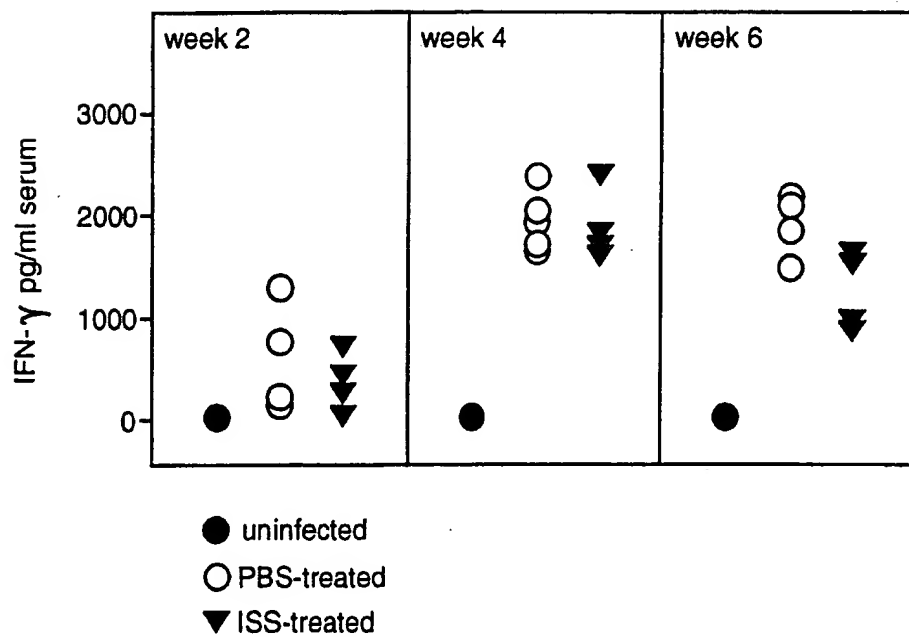 week 2
week 4
week 6
IFN-γ pg/ml serum
3000
2000
1000
0
uninfected
PBS-treated
ISS-treated